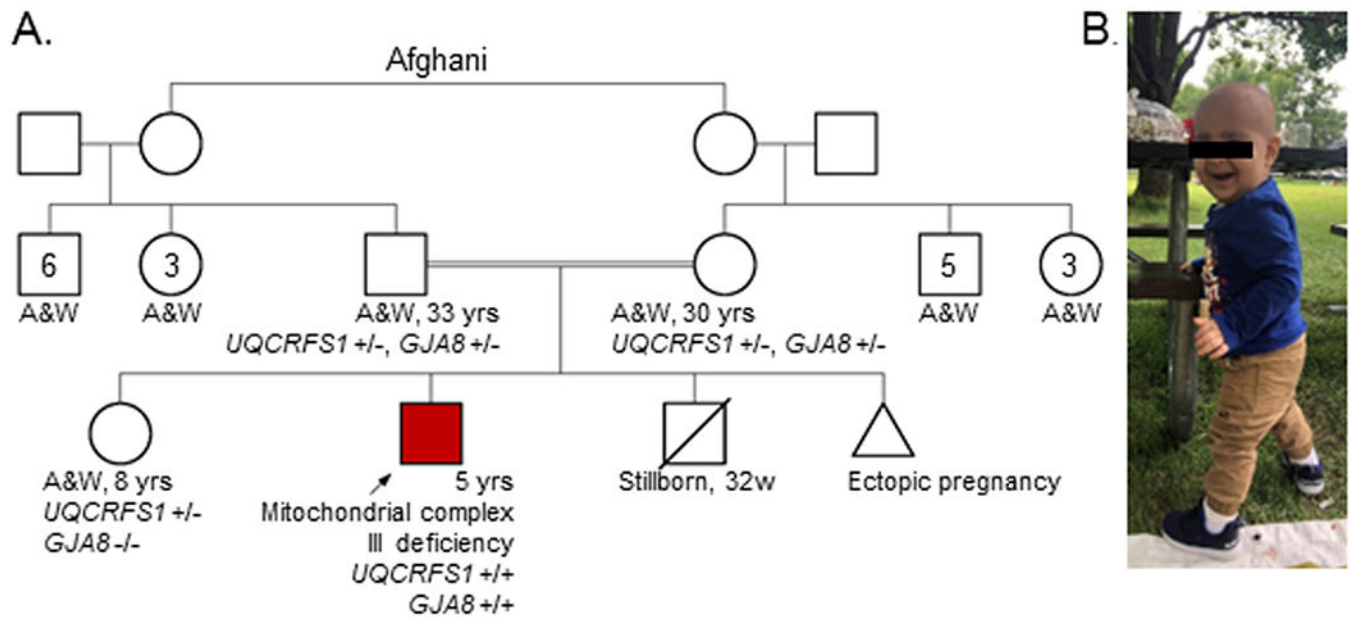 A.
B.
Afghani
6
3
5
3
A&W
A&W
A&W, 33 yrs
A&W, 30 yrs
A&W
A&W
UQCRFS1 +/-, GJA8 +/-
UQCRFS1 +/-, GJA8 +/-
A&W, 8 yrs
UQCRFS1 +/-
GJA8 -/-
5 yrs
Mitochondrial complex
III deficiency
UQCRFS1 +/+
GJA8 +/+
Stillborn, 32w
Ectopic pregnancy